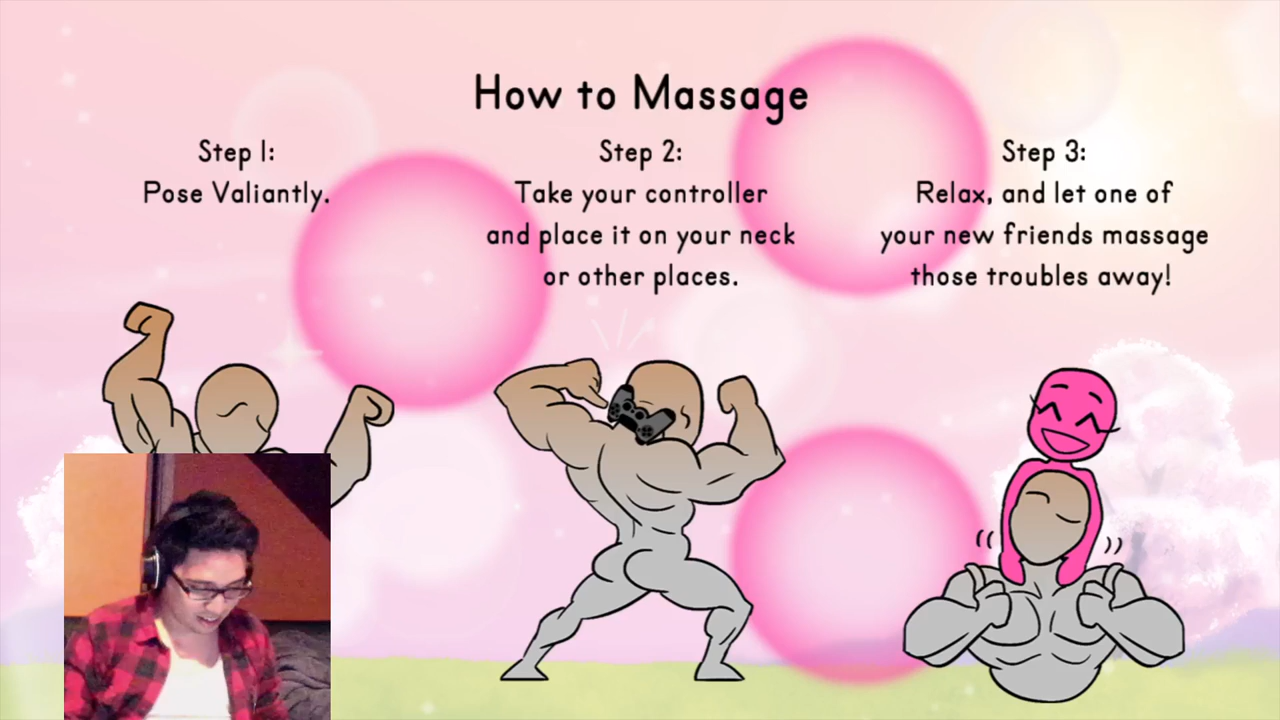 How to Massage
Step 1:
Pose Valiantly.
Step 2:
Take your controller
and place it on your neck
or other places.
Step 3:
Relax, and let one of
your new friends massage
those troubles away!